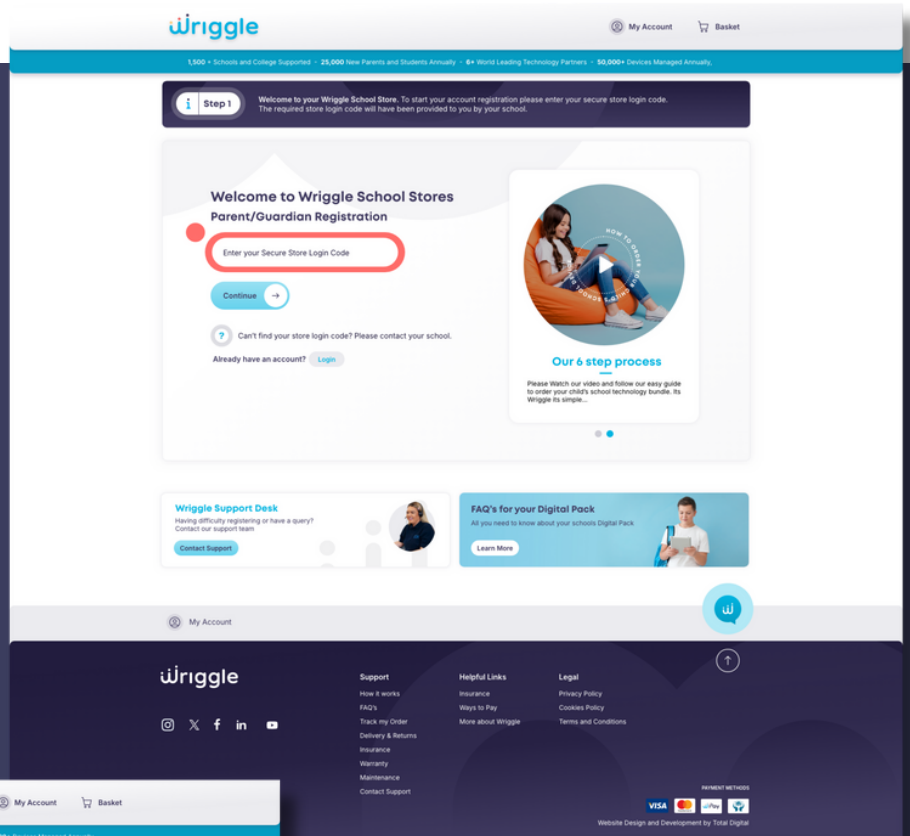 wriggle
My Account
Basket
1,500 + Schools and College Supported - 25,000 New Parents and Students Annually - 6+ World Leading Technology Partners - 50,000+ Devices Managed Annually,
i Step 1
Welcome to your Wriggle School Store. To start your account registration please enter your secure store login code.
The required store login code will have been provided to you by your school.
Welcome to Wriggle School Stores
Parent/Guardian Registration
Enter your Secure Store Login Code
Continue →
? Can't find your store login code? Please contact your school.
Already have an account? Login
HOW TO ORDER YOUR CHILD'S SCHOOL DEVICE
Our 6 step process
Please Watch our video and follow our easy guide
to order your child's school technology bundle. Its
Wriggle its simple...
Wriggle Support Desk
Having difficulty registering or have a query?
Contact our support team
Contact Support
FAQ's for your Digital Pack
All you need to know about your schools Digital Pack
Learn More
My Account
wriggle
Support
How it works
FAQ's
Track my Order
Delivery & Returns
Insurance
Warranty
Maintenance
Contact Support
Helpful Links
Insurance
Ways to Pay
More about Wriggle
Legal
Privacy Policy
Cookies Policy
Terms and Conditions
PAYMENT METHODS
VISA
Website Design and Development by Total Digital
My Account
Basket